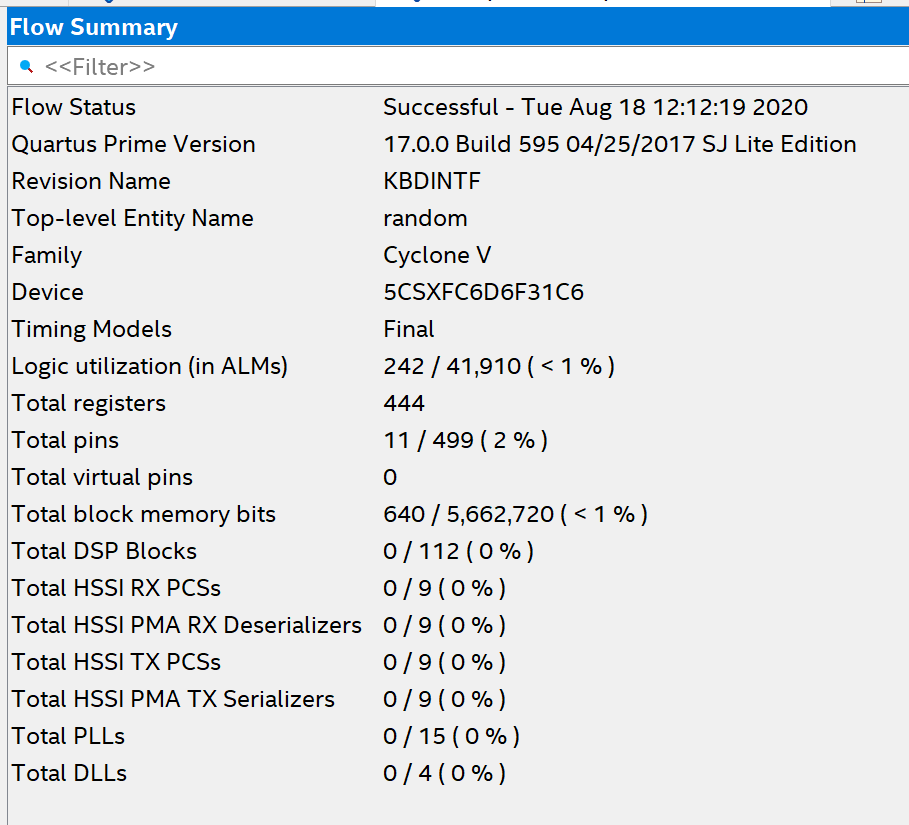 Flow Summary
<<Filter>>
Flow Status Successful - Tue Aug 18 12:12:19 2020
Quartus Prime Version 17.0.0 Build 595 04/25/2017 SJ Lite Edition
Revision Name KBDINTF
Top-level Entity Name random
Family Cyclone V
Device 5CSXFC6D6F31C6
Timing Models Final
Logic utilization (in ALMs) 242 / 41,910 ( < 1 % )
Total registers 444
Total pins 11 / 499 ( 2 % )
Total virtual pins 0
Total block memory bits 640 / 5,662,720 ( < 1 % )
Total DSP Blocks 0 / 112 ( 0 % )
Total HSSI RX PCSs 0 / 9 ( 0 % )
Total HSSI PMA RX Deserializers 0 / 9 ( 0 % )
Total HSSI TX PCSs 0 / 9 ( 0 % )
Total HSSI PMA TX Serializers 0 / 9 ( 0 % )
Total PLLs 0 / 15 ( 0 % )
Total DLLs 0 / 4 ( 0 % )